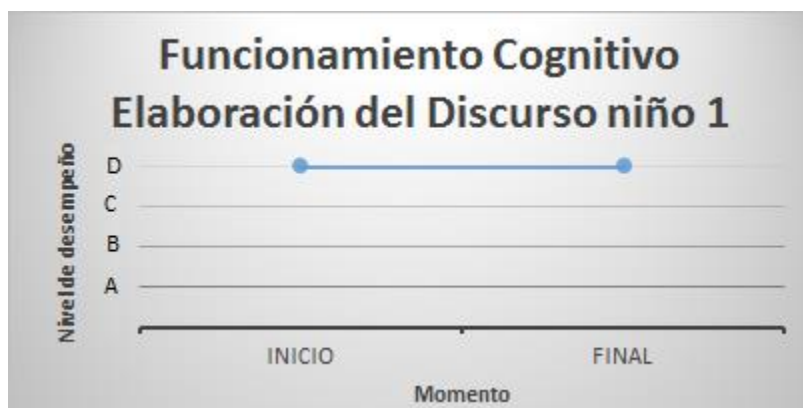 Funcionamiento Cognitivo
Elaboración del Discurso niño 1
Nivel de desempeño
D
C
B
A
INICIO FINAL
Momento